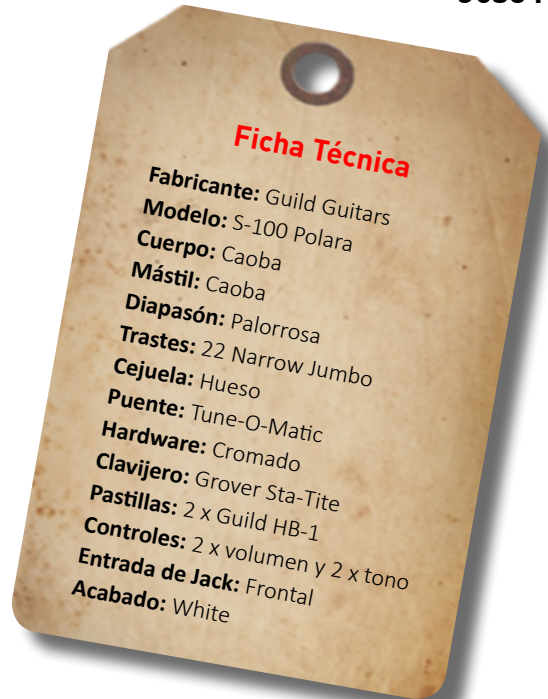 Ficha Técnica
Fabricante: Guild Guitars
Modelo: S-100 Polara
Cuerpo: Caoba
Mástil: Caoba
Diapasón: Palorrosa
Trastes: 22 Narrow Jumbo
Cejuela: Hueso
Puente: Tune-O-Matic
Hardware: Cromado
Clavijero: Grover Sta-Tite
Pastillas: 2 x Guild HB-1
Controles: 2 x volumen y 2 x tono
Entrada de Jack: Frontal
Acabado: White